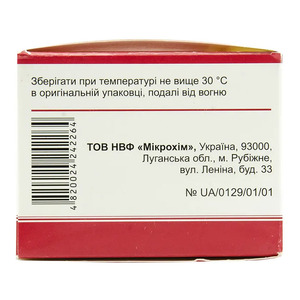 Зберігати при температурі не вище 30 °C
в оригінальній упаковці, подалі від вогню
ТОВ НВФ «Мікрохім», Україна, 93000,
Луганська обл., м. Рубіжне,
вул. Леніна, буд. 33
№ UA/0129/01/01
4820024242264